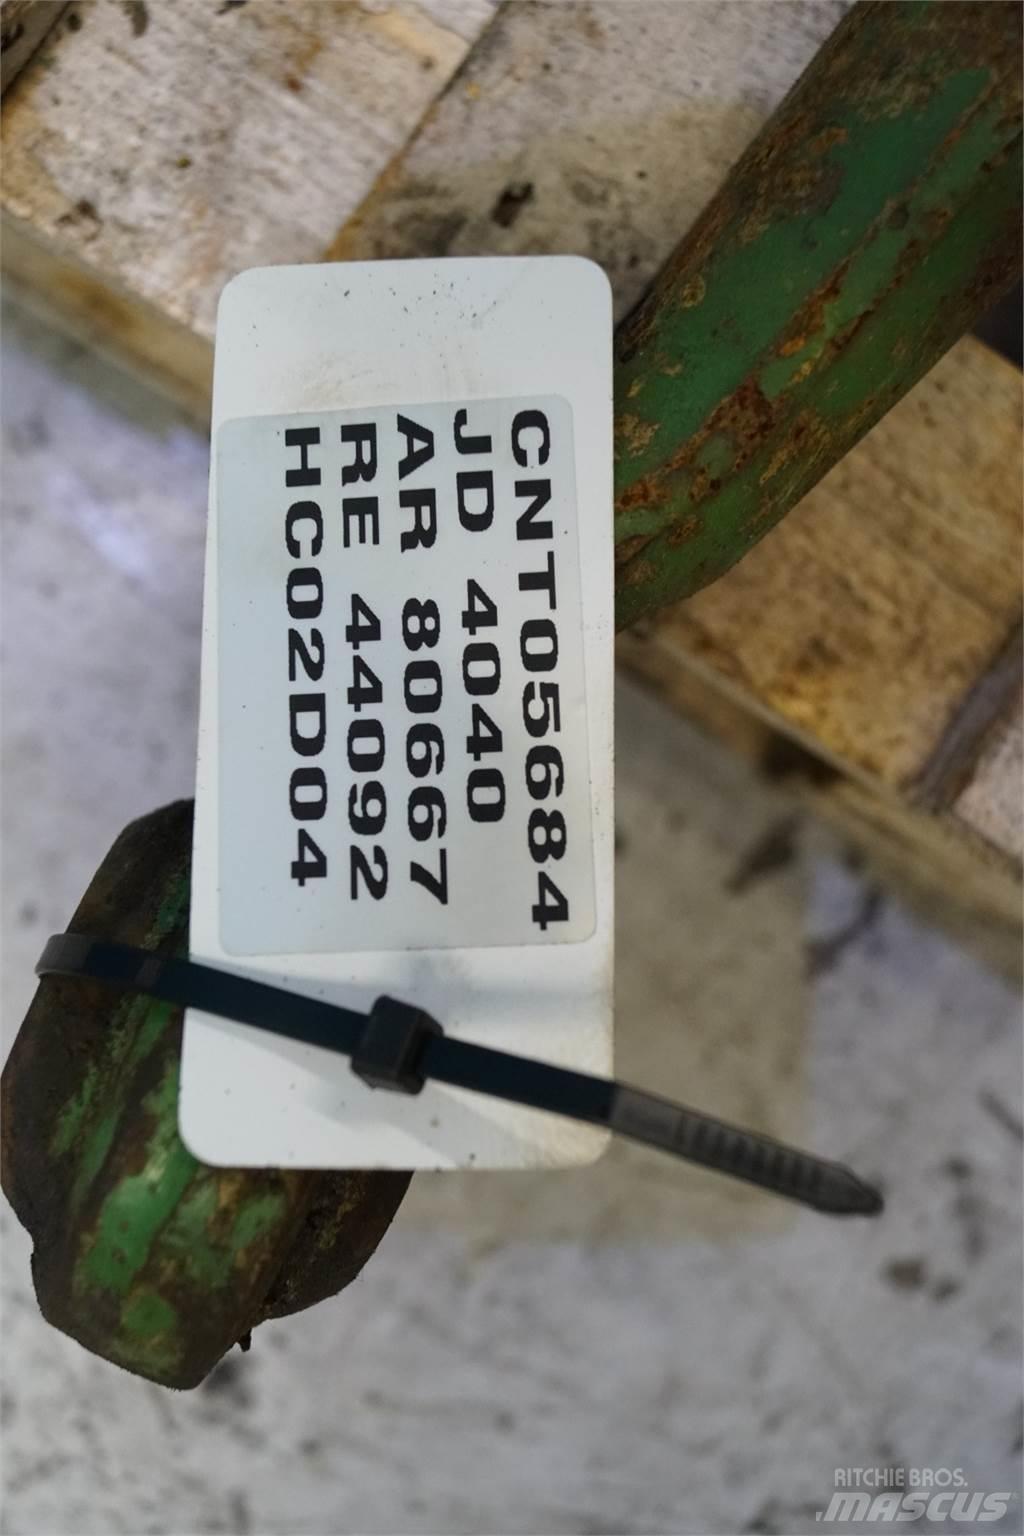 CNT05684
JD 4040
AR 80667
RE 44092
HC02D04
RITCHIE BROS.
MASCUS